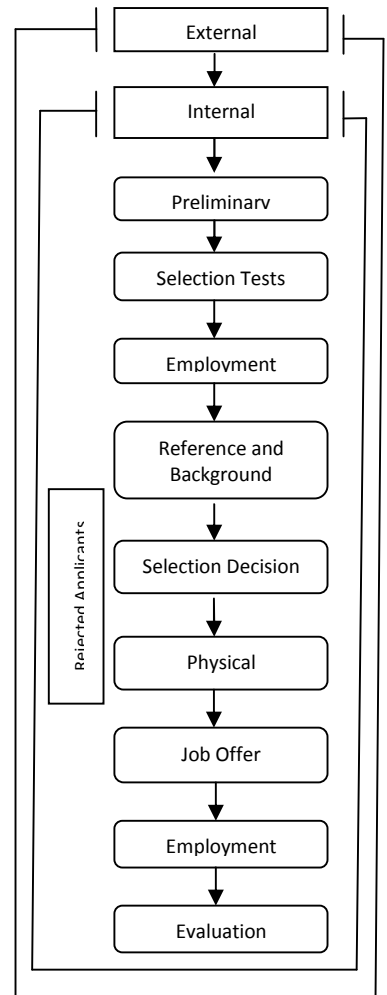 External
Internal
Preliminary
Selection Tests
Employment
Reference and
Background
Rejected Applicants
Selection Decision
Physical
Job Offer
Employment
Evaluation